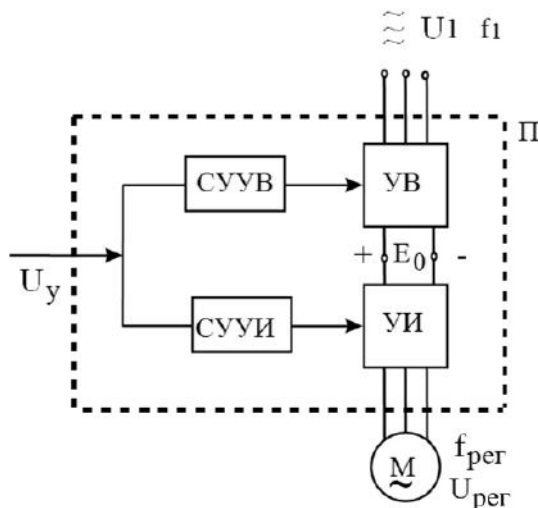 U1 f1
П
СУУВ
УВ
+ E0 -
Uу
СУУИ
УИ
М
fрег
Uрег